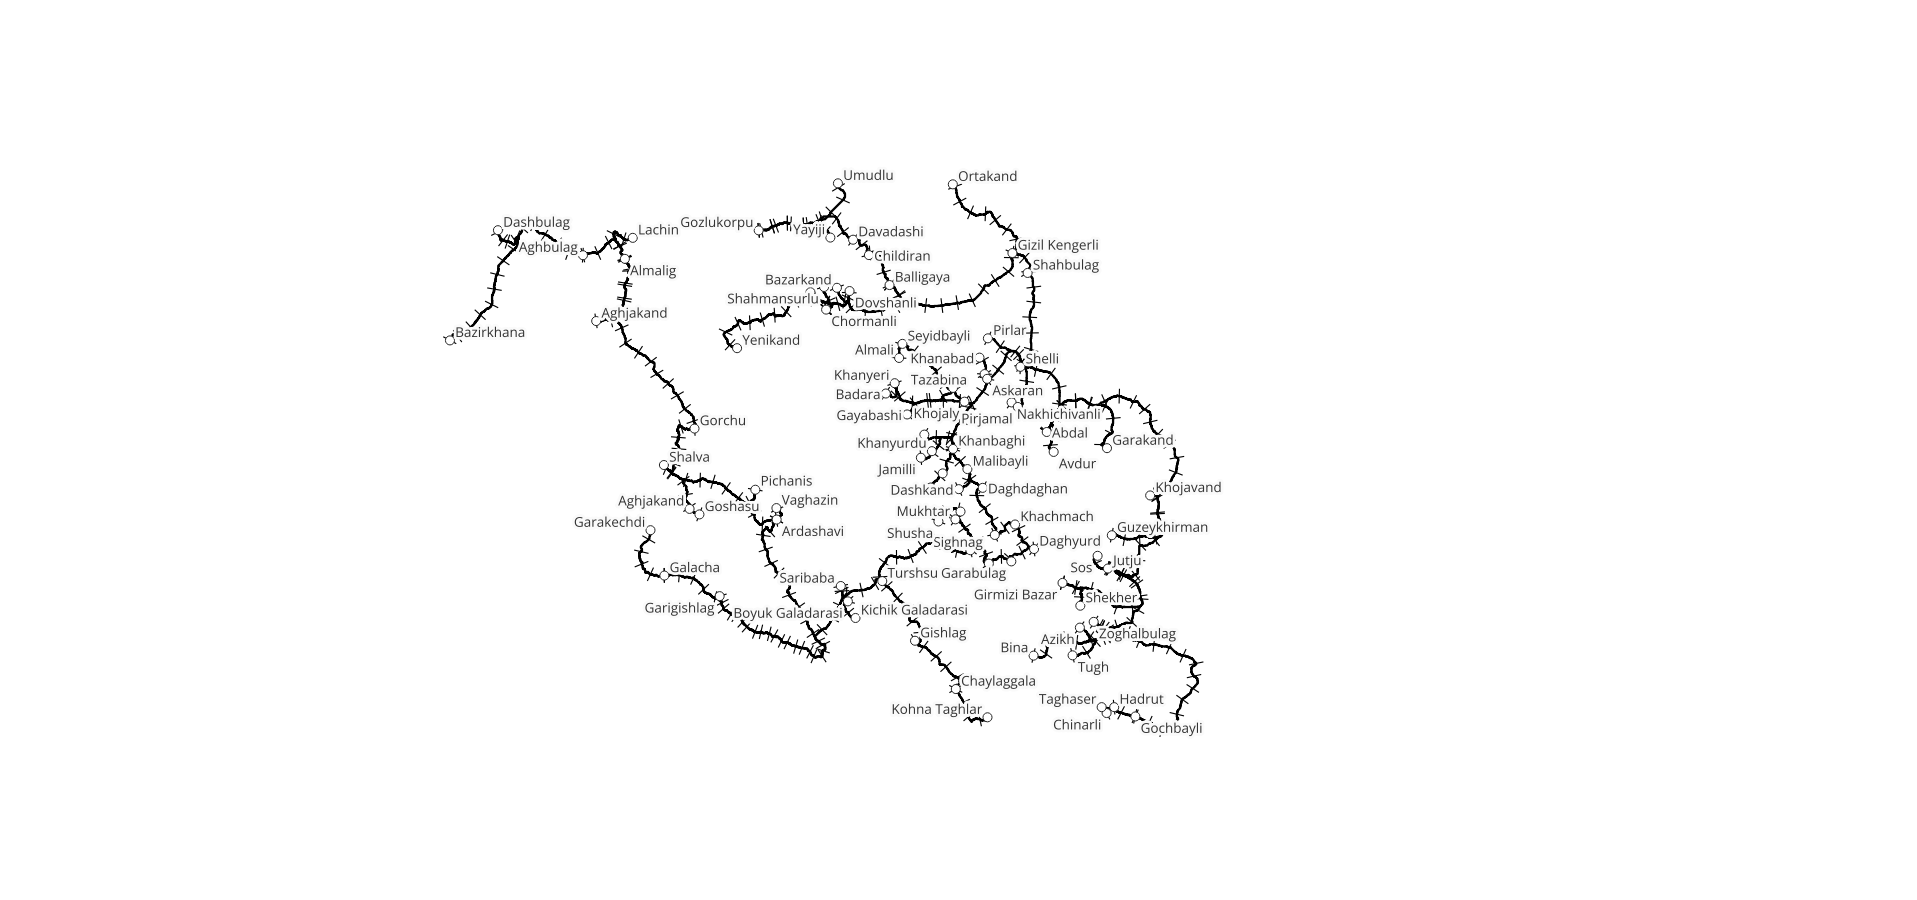 Umudlu
Ortakand
Dashbulag
Lachin
Gozlukorpu
Yayiji
Davadashi
Aghbulag
Gizil Kengerli
Childiran
Shahbulag
Almalig
Bazarkand
Balligaya
Shahmansurlu
Dovshanli
Aghjakand
Chormanli
Bazirkhana
Yenikand
Seyidbayli
Pirlar
Almali
Khanabad
Shelli
Khanyeri
Tazabina
Badara
Askaran
Gayabashi
Khojaly
Pirjamal
Nakhichivanli
Gorchu
Abdal
Khanyurdu
Khanbaghi
Garakand
Shalva
Jamilli
Malibayli
Avdur
Pichanis
Dashkand
Daghdaghan
Khojavand
Aghjakand
Goshasu
Vaghazin
Mukhtar
Khachmach
Garakechdi
Ardashavi
Shusha
Sighnag
Daghyurd
Guzeykhirman
Galacha
Saribaba
Turshsu
Garabulag
Sos
Jutju
Garigishlag
Boyuk Galadarasi
Kichik Galadarasi
Girmizi Bazar
Shekher
Gishlag
Bina
Azikh
Zoghalbulag
Tugh
Chaylaggala
Kohna Taghlar
Taghaser
Hadrut
Chinarli
Gochbayli